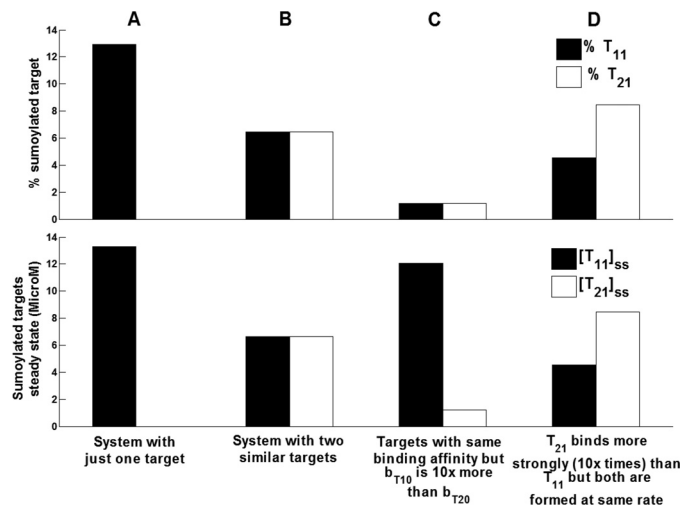 A B C D
% sumoylated target
14
12
10
8
6
4
2
0
% T11
% T21
Sumoylated targets
steady state (MicroM)
14
12
10
8
6
4
2
0
[T11]ss
[T21]ss
System with
just one target
System with two
similar targets
Targets with same
binding affinity but
bT10 is 10x more
than bT20
T21 binds more
strongly (10x times) than
T11 but both are
formed at same rate